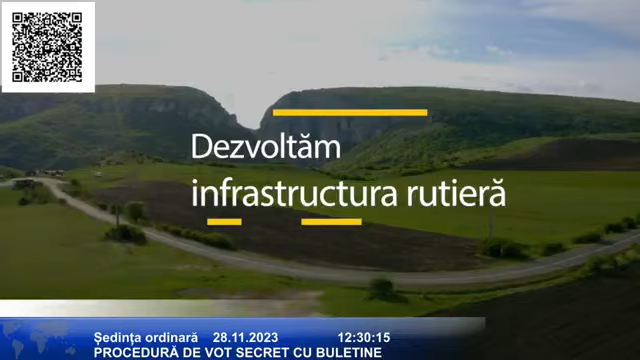 Dezvoltăm
infrastructura rutieră
Ședința ordinară 28.11.2023 12:30:15
PROCEDURĂ DE VOT SECRET CU BULETINE